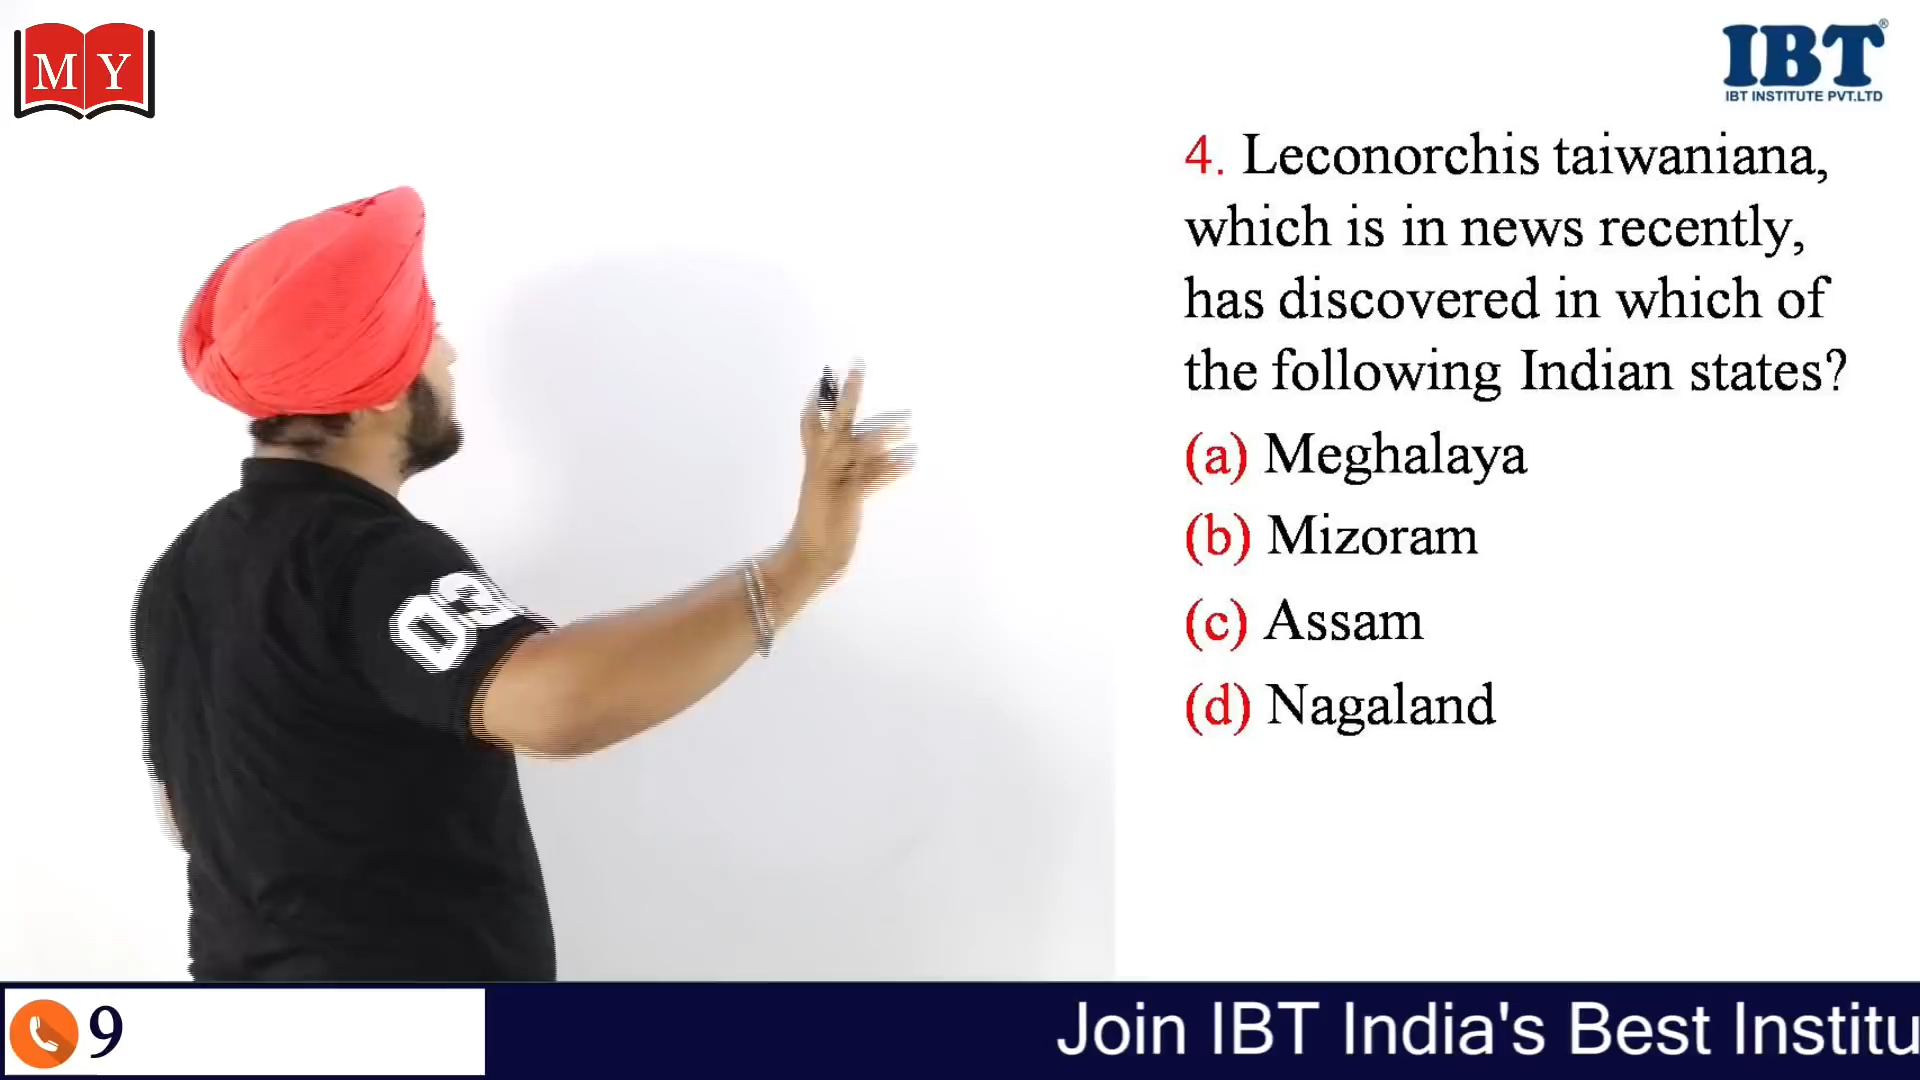 M Y
IBT®
IBT INSTITUTE PVT.LTD
4. Leconorchis taiwaniana,
which is in news recently,
has discovered in which of
the following Indian states?
(a) Meghalaya
(b) Mizoram
(c) Assam
(d) Nagaland
03
9
Join IBT India's Best Institu